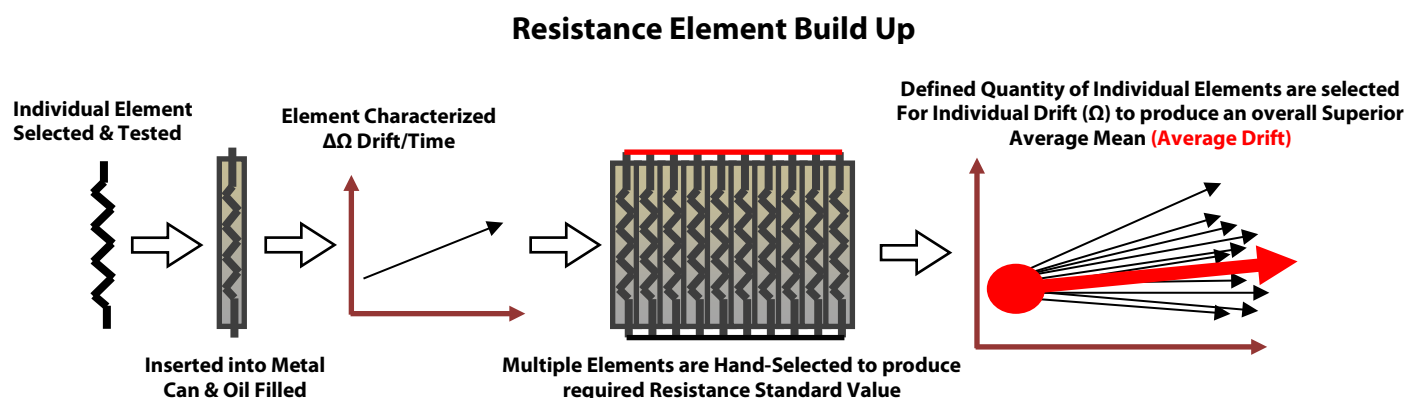 Resistance Element Build Up
Individual Element
Selected & Tested
Inserted into Metal
Can & Oil Filled
Element Characterized
ΔΩ Drift/Time
Multiple Elements are Hand-Selected to produce
required Resistance Standard Value
Defined Quantity of Individual Elements are selected
For Individual Drift (Ω) to produce an overall Superior
Average Mean (Average Drift)